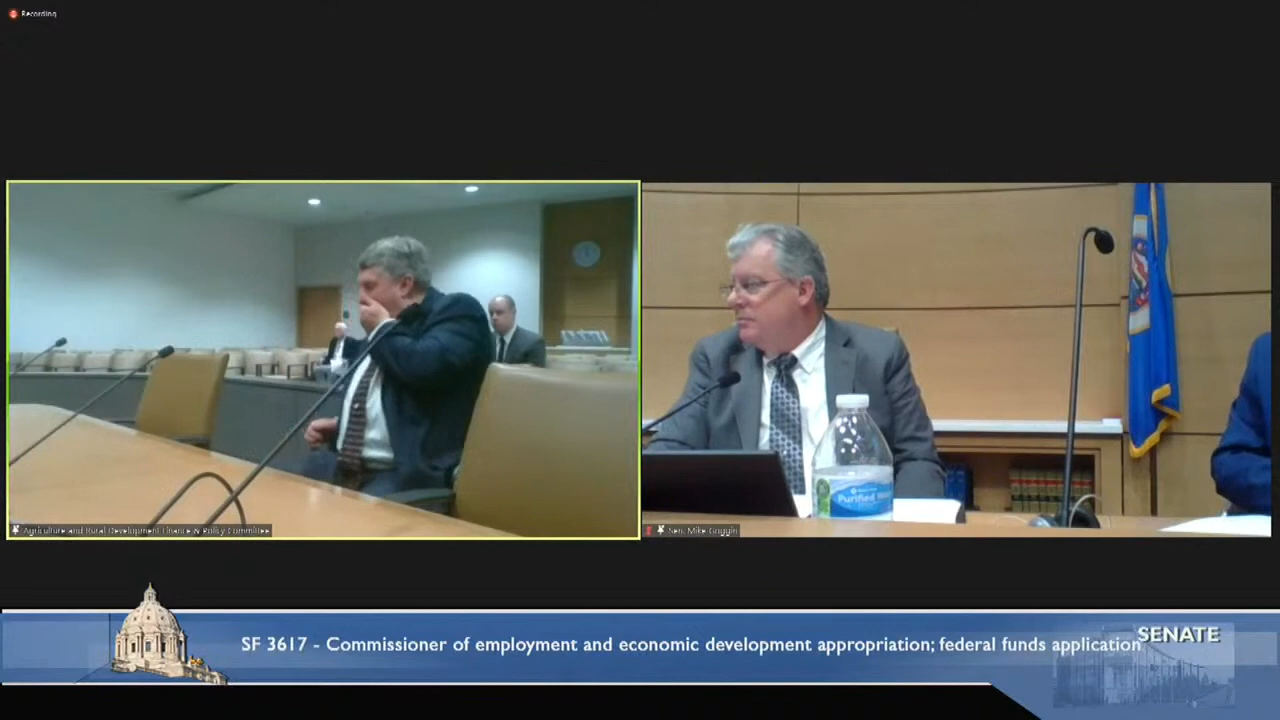 Recording
Purified
Agriculture and Rural Development Finance & Policy Committee
Sen. Mike Goggin
SF 3617 - Commissioner of employment and economic development appropriation; federal funds application
SENATE